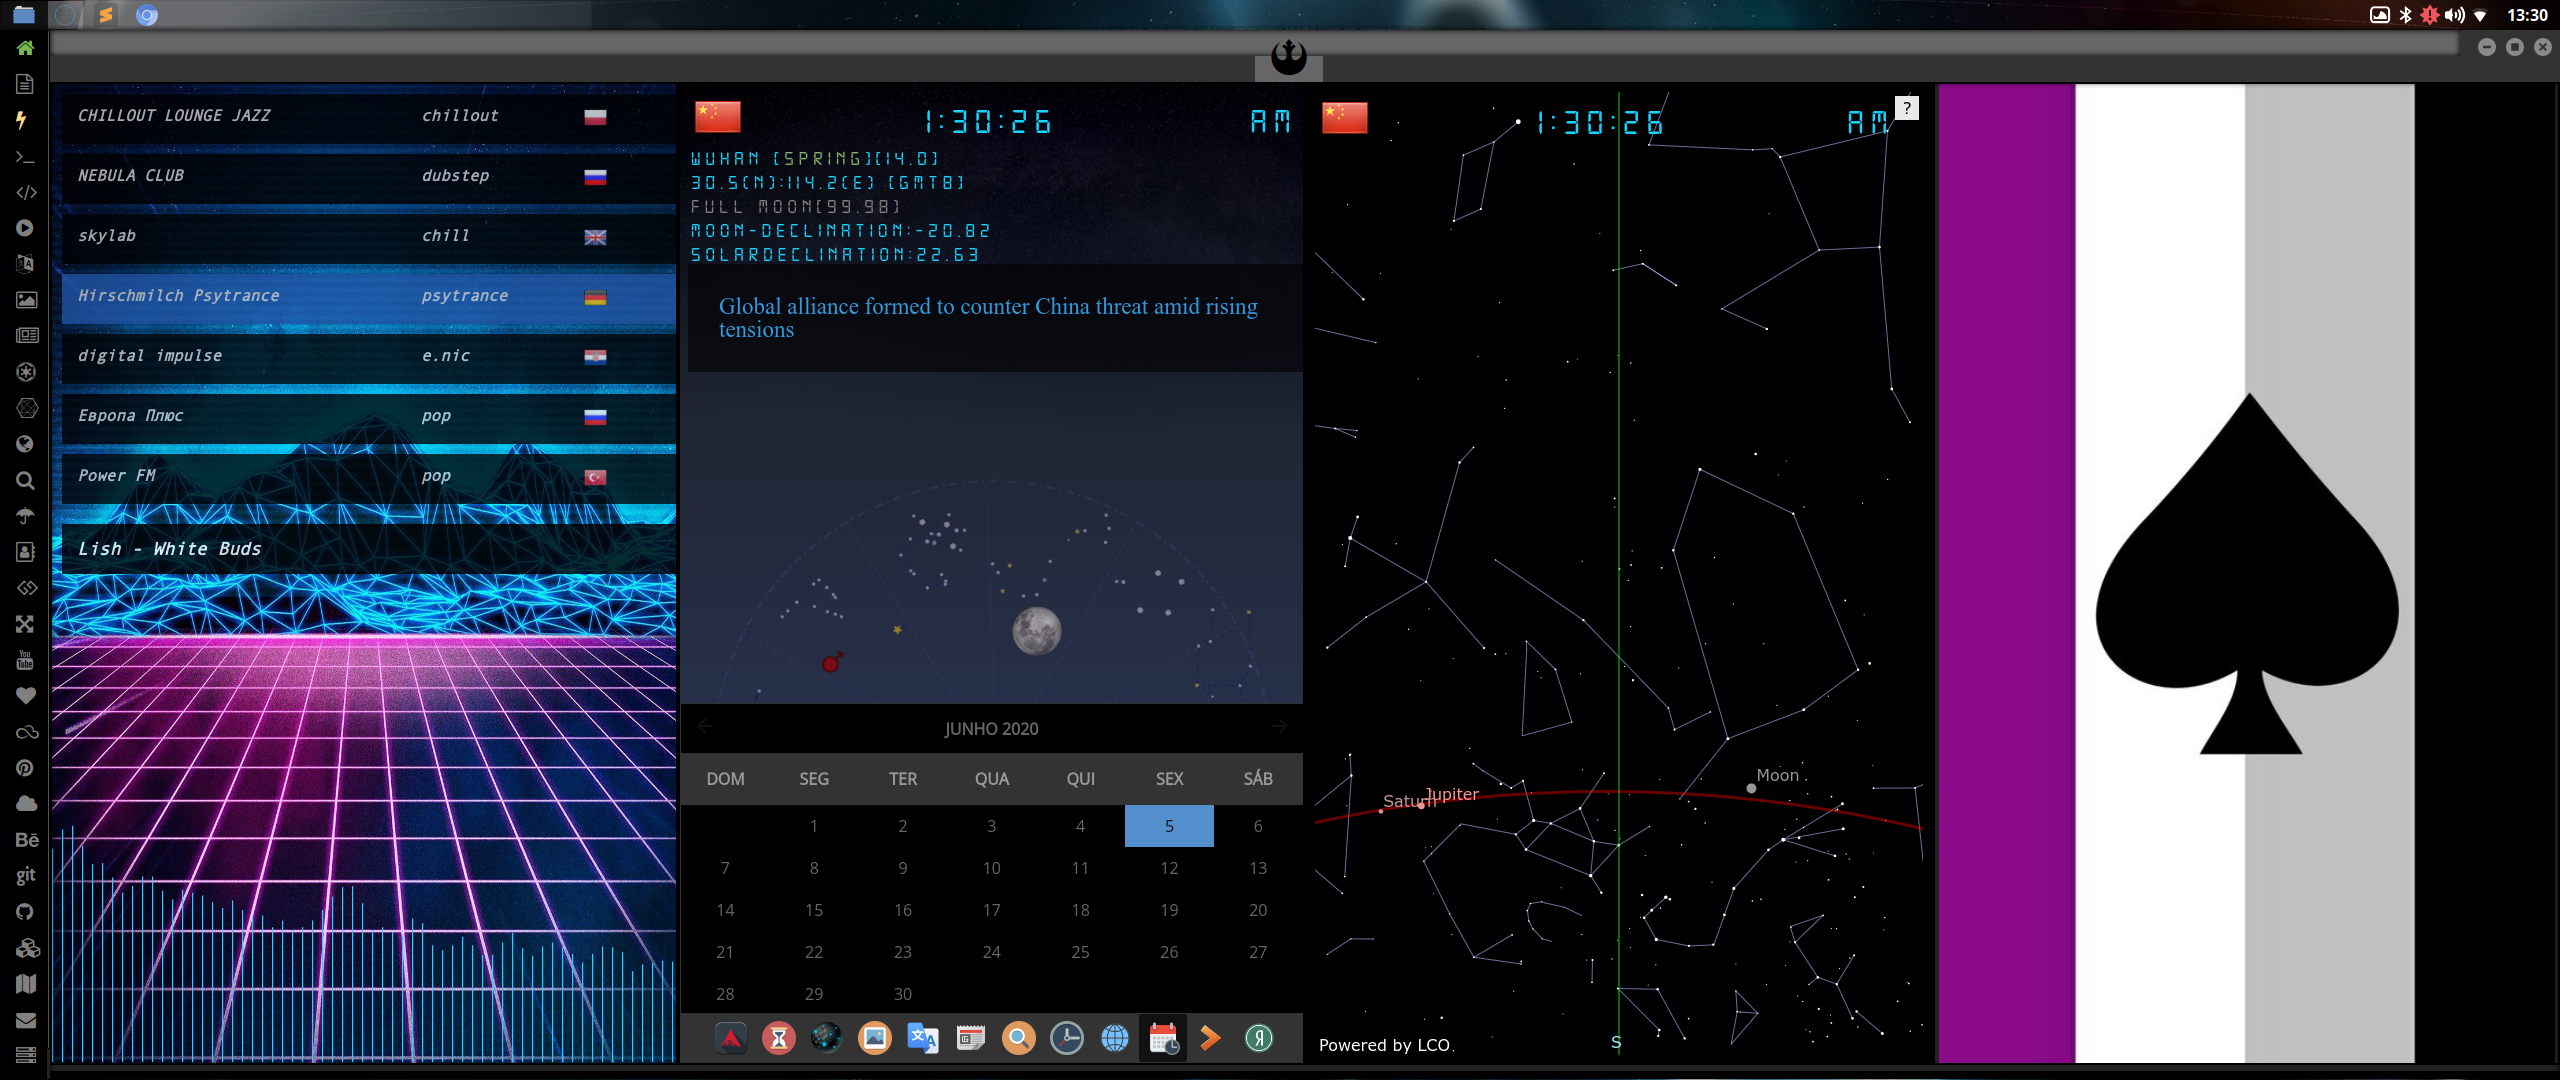 13:30
CHILLOUT LOUNGE JAZZ chillout
NEBULA CLUB dubstep
skylab chill
Hirschmilch Psytrance psytrance
digital impulse e.nic
Европа Плюс pop
Power FM pop
Lish - White Buds
You
Tube
Bē
git
1:30:26 AM
WUHAN [SPRING][14.0]
30.5(N):114.2(E) [GMT8]
FULL MOON[99.98]
MOON-DECLINATION:-20.82
SOLARDECLINATION:22.63
Global alliance formed to counter China threat amid rising
tensions
JUNHO 2020
DOM SEG TER QUA QUI SEX SÁB
1 2 3 4 5 6
7 8 9 10 11 12 13
14 15 16 17 18 19 20
21 22 23 24 25 26 27
28 29 30
1:30:26 AM
?
Moon
Saturn
Jupiter
S
Powered by LCO